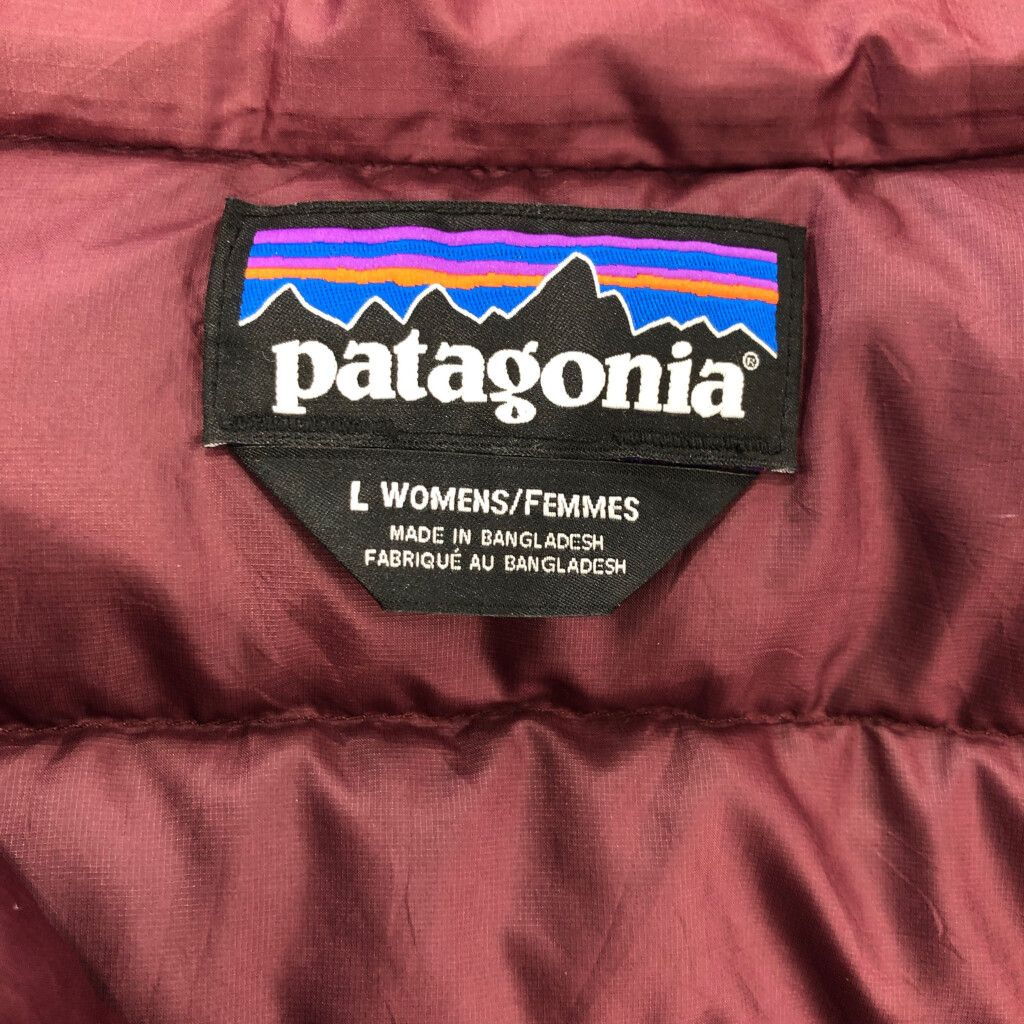 patagonia®
L WOMENS/FEMMES
MADE IN BANGLADESH
FABRIQUÉ AU BANGLADESH